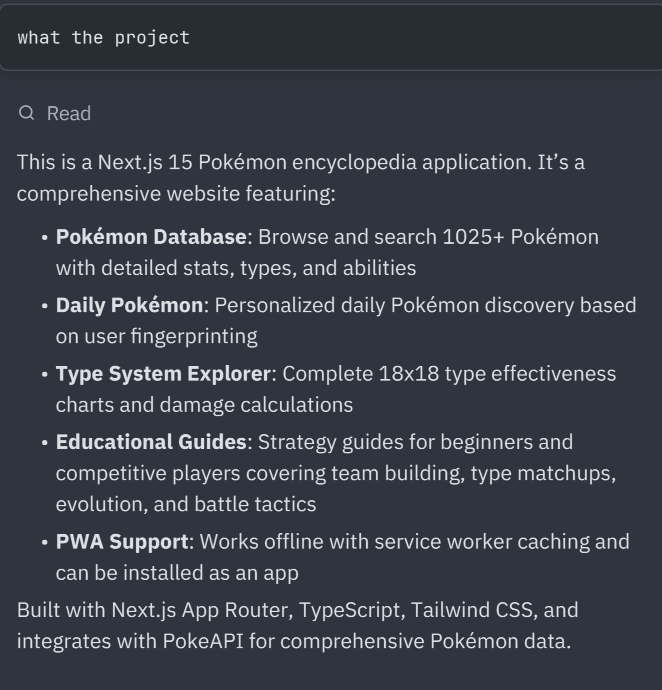 what the project
Read
This is a Next.js 15 Pokémon encyclopedia application. It’s a
comprehensive website featuring:
• Pokémon Database: Browse and search 1025+ Pokémon
with detailed stats, types, and abilities
• Daily Pokémon: Personalized daily Pokémon discovery based
on user fingerprinting
• Type System Explorer: Complete 18x18 type effectiveness
charts and damage calculations
• Educational Guides: Strategy guides for beginners and
competitive players covering team building, type matchups,
evolution, and battle tactics
• PWA Support: Works offline with service worker caching and
can be installed as an app
Built with Next.js App Router, TypeScript, Tailwind CSS, and
integrates with PokeAPI for comprehensive Pokémon data.